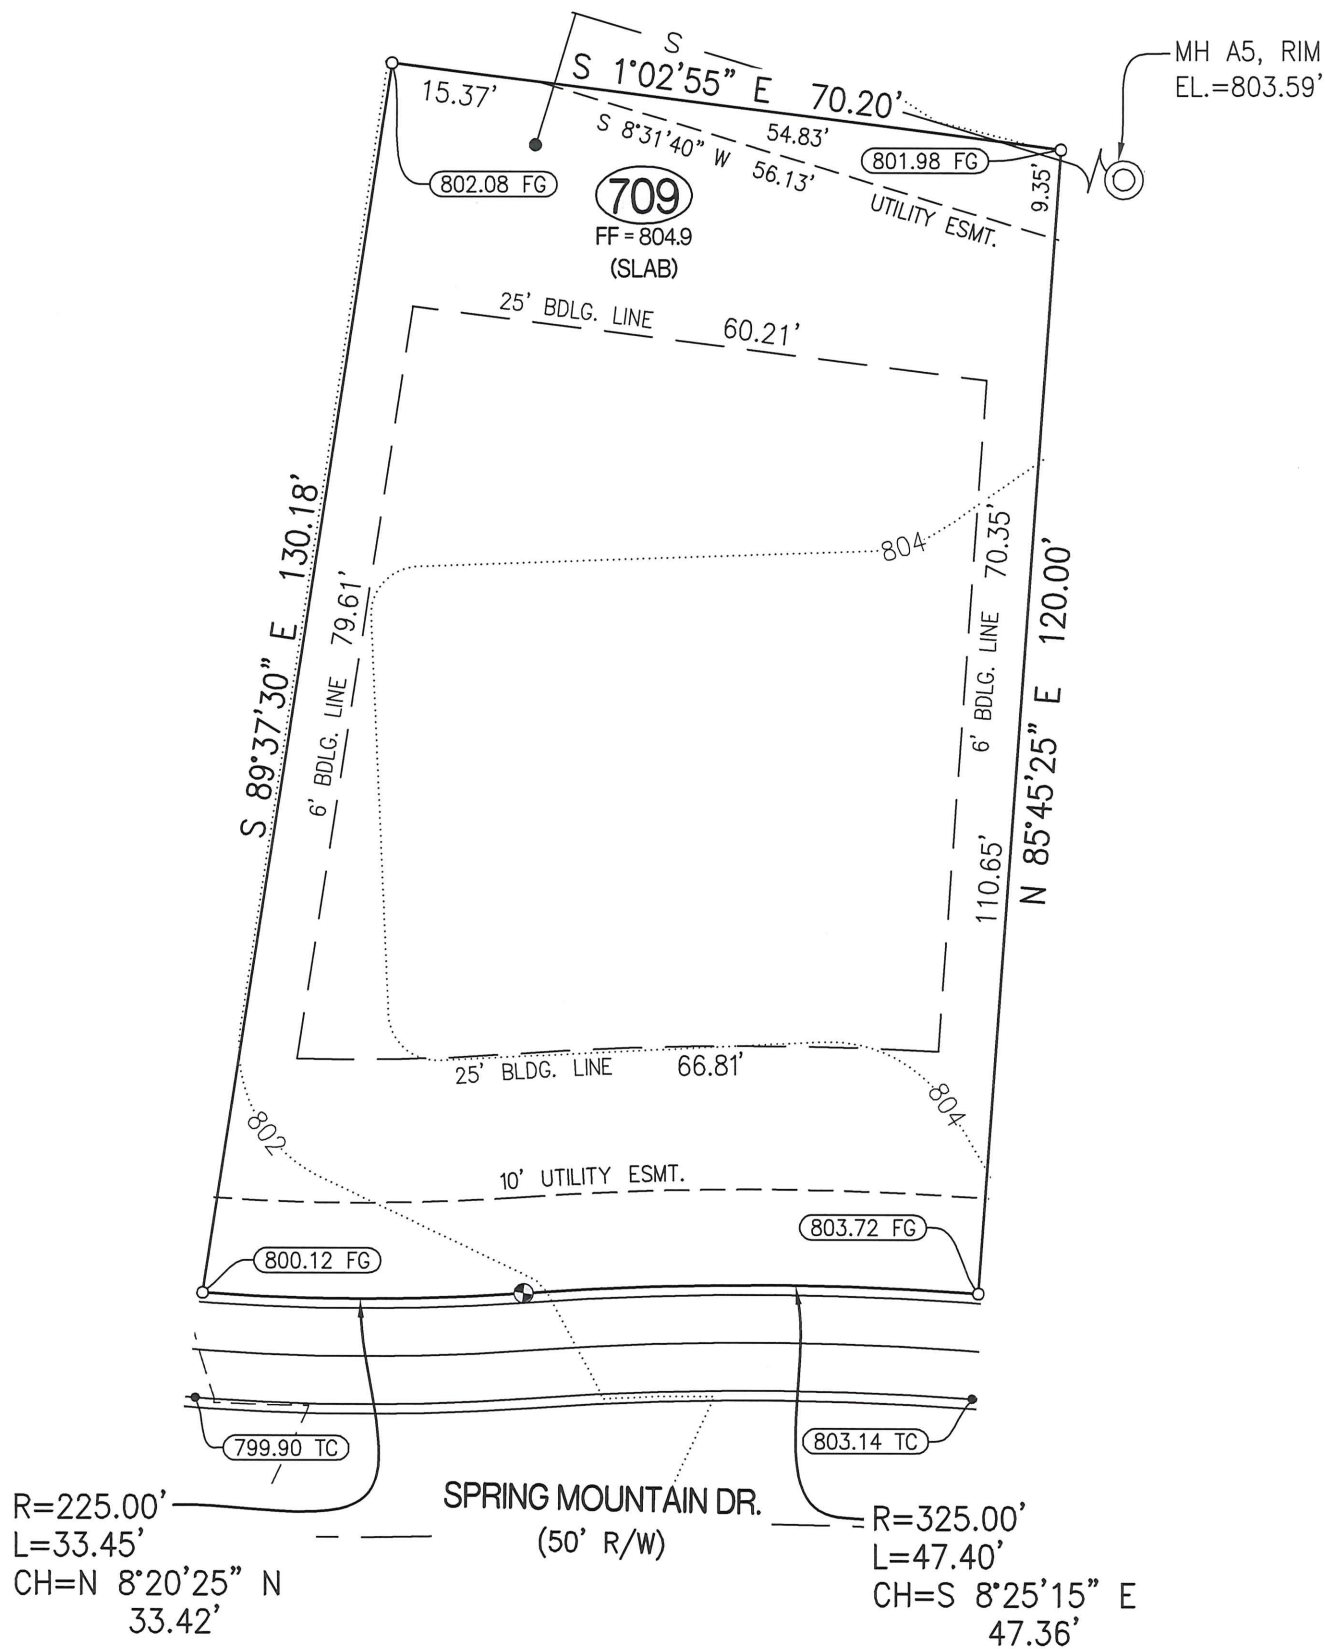 S
S 1°02'55" E 70.20'
MH A5, RIM
EL.=803.59'
15.37'
54.83'
S 8°31'40" W
56.13'
801.98 FG
802.08 FG
9.35'
709
FF = 804.9
(SLAB)
UTILITY ESMT.
25' BDLG. LINE 60.21'
804
S 89°37'30" E 130.18'
6' BDLG. LINE 79.61'
6' BDLG. LINE 70.35'
110.65'
N 85°45'25" E 120.00'
25' BLDG. LINE 66.81'
802
804
10' UTILITY ESMT.
803.72 FG
800.12 FG
799.90 TC
803.14 TC
SPRING MOUNTAIN DR.
(50' R/W)
R=225.00'
L=33.45'
CH=N 8°20'25" N
33.42'
R=325.00'
L=47.40'
CH=S 8°25'15" E
47.36'